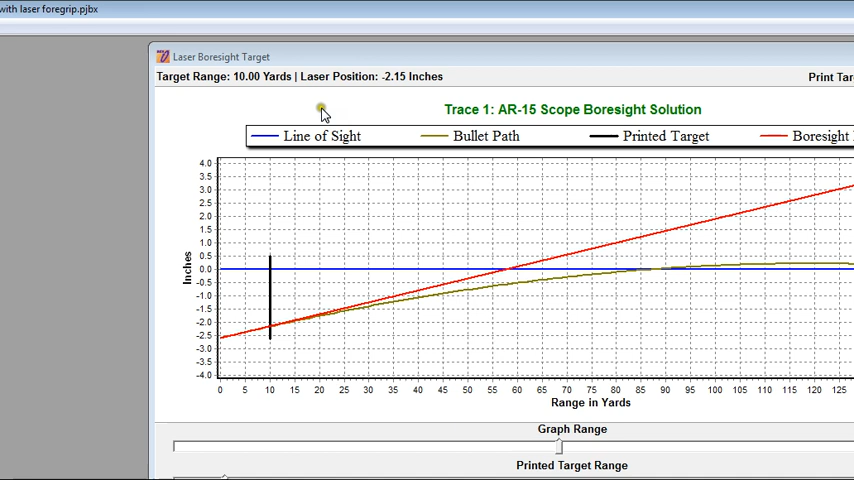 with laser foregrip.pjbx
Laser Boresight Target
Target Range: 10.00 Yards | Laser Position: -2.15 Inches
Print Tar
Trace 1: AR-15 Scope Boresight Solution
Line of Sight Bullet Path Printed Target Boresight
4.0
3.5
3.0
2.5
2.0
1.5
1.0
0.5
0.0
-0.5
-1.0
-1.5
-2.0
-2.5
-3.0
-3.5
-4.0
Inches
0 5 10 15 20 25 30 35 40 45 50 55 60 65 70 75 80 85 90 95 100 105 110 115 120 125
Range in Yards
Graph Range
Printed Target Range